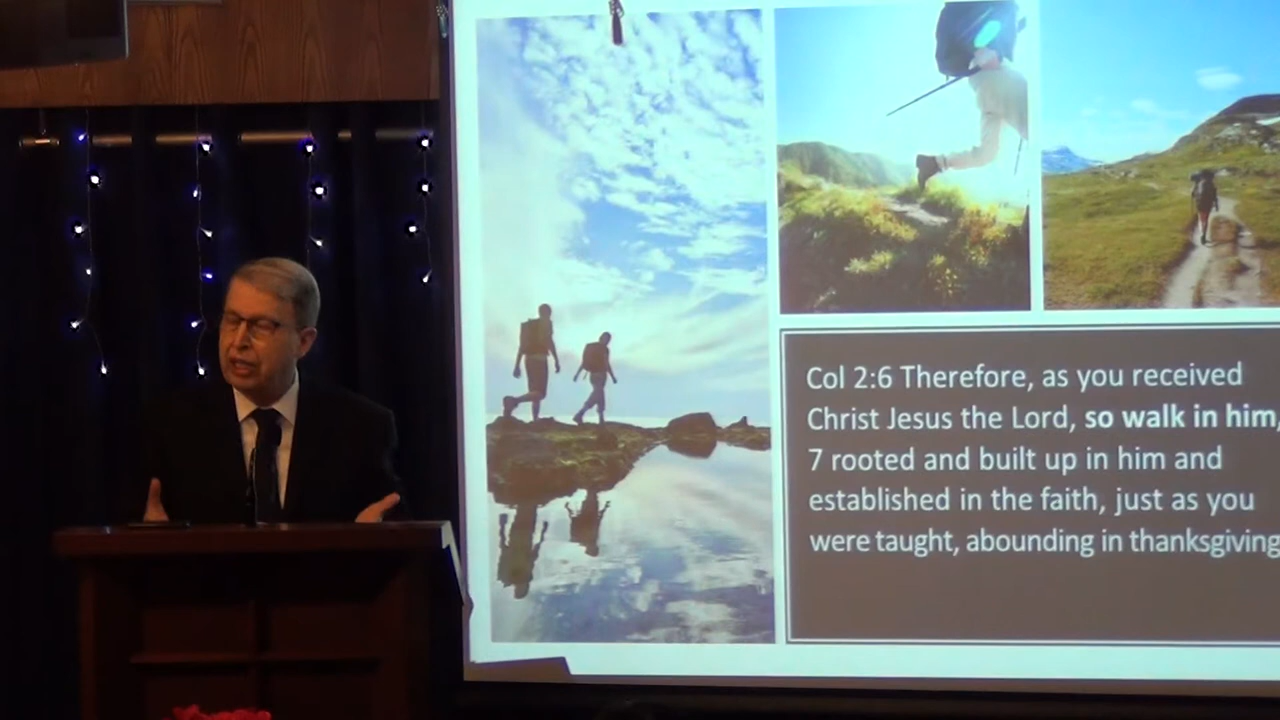 Col 2:6 Therefore, as you received
Christ Jesus the Lord, so walk in him,
7 rooted and built up in him and
established in the faith, just as you
were taught, abounding in thanksgiving